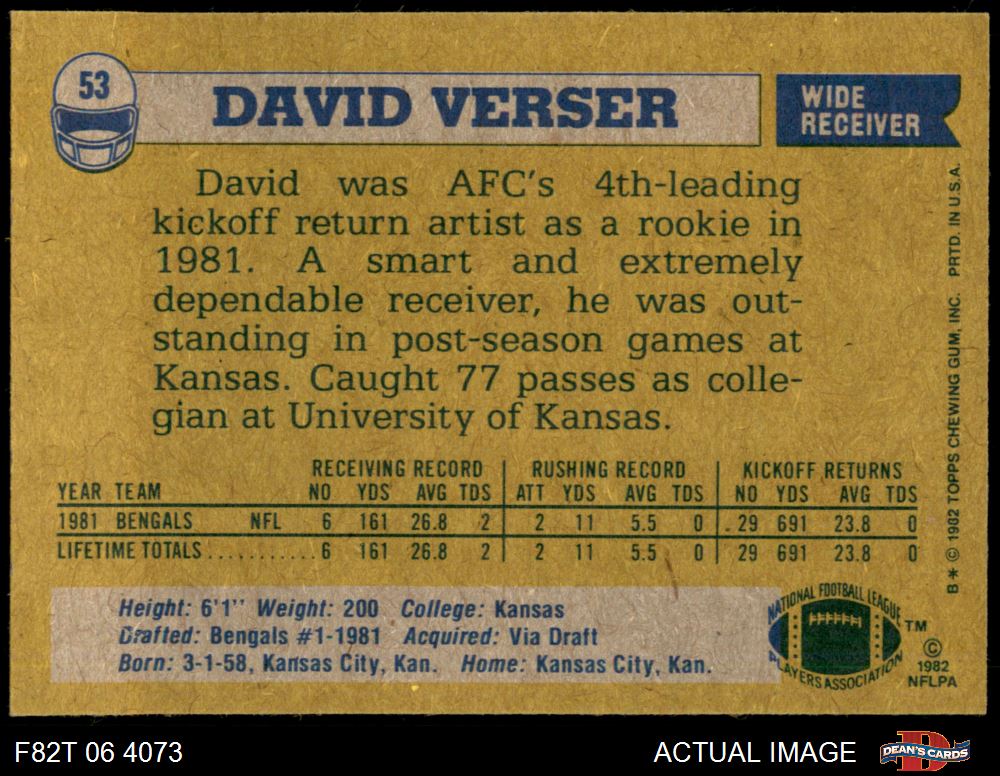 53
DAVID VERSER
WIDE
RECEIVER
David was AFC's 4th-leading
kickoff return artist as a rookie in
1981. A smart and extremely
dependable receiver, he was out-
standing in post-season games at
Kansas. Caught 77 passes as colle-
gian at University of Kansas.
RECEIVING RECORD RUSHING RECORD KICKOFF RETURNS
YEAR TEAM NO YDS AVG TDS ATT YDS AVG TDS NO YDS AVG TDS
1981 BENGALS NFL 6 161 26.8 2 2 11 5.5 0 29 691 23.8 0
LIFETIME TOTALS........... 6 161 26.8 2 2 11 5.5 0 29 691 23.8 0
Height: 6'1" Weight: 200 College: Kansas
Drafted: Bengals #1-1981 Acquired: Via Draft
Born: 3-1-58, Kansas City, Kan. Home: Kansas City, Kan.
NATIONAL FOOTBALL LEAGUE
PLAYERS ASSOCIATION
TM
©
1982
NFLPA
B* © 1982 TOPPS CHEWING GUM, INC. PRTD. IN U.S.A.
F82T 06 4073
ACTUAL IMAGE
D
DEAN'S CARDS